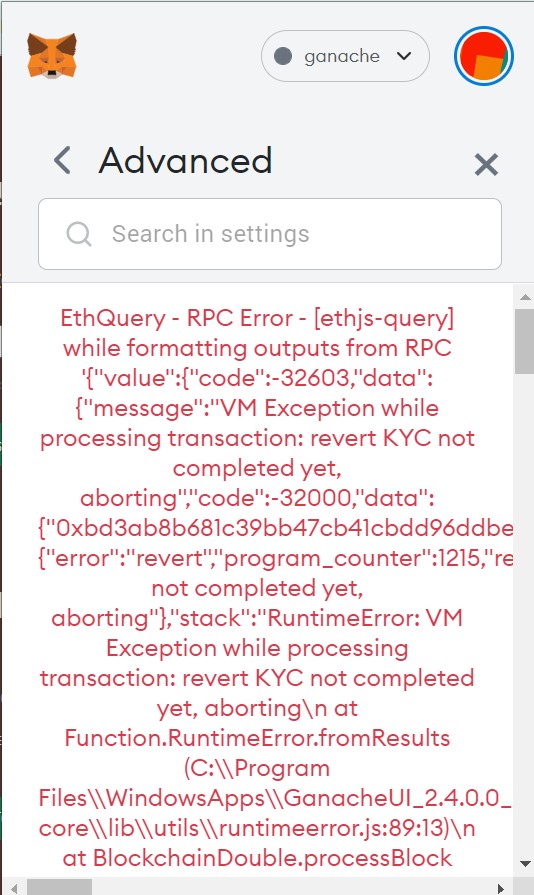 ganache
Advanced
Search in settings
EthQuery - RPC Error - [ethjs-query]
while formatting outputs from RPC
'{"value":{"code":-32603,"data":
{"message":"VM Exception while
processing transaction: revert KYC not
completed yet,
aborting","code":-32000,"data":
{"0xbd3ab8b681c39bb47cb41cbdd96ddbe
{"error":"revert","program_counter":1215,"re
not completed yet,
aborting"},"stack":"RuntimeError: VM
Exception while processing
transaction: revert KYC not completed
yet, aborting\n at
Function.RuntimeError.fromResults
(C:\\Program
Files\\WindowsApps\\GanacheUI_2.4.0.0_
core\\lib\\utils\\runtimeerror.js:89:13)\n
at BlockchainDouble.processBlock